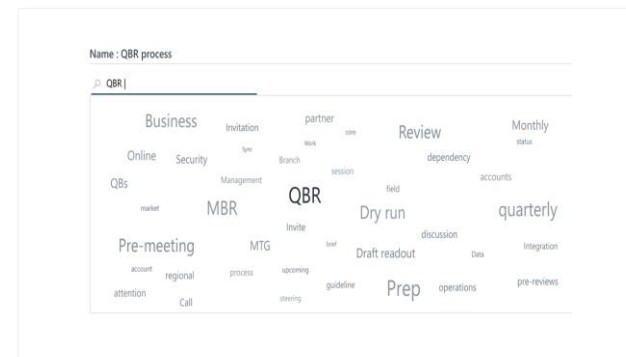 Name : QBR process
QBR
Business Invitation partner core Review Monthly
status
Sync Work
Online Security Branch dependency
session
QBs Management field accounts
market MBR QBR Dry run quarterly
Invite
discussion
Pre-meeting MTG brief Draft readout Data Integration
account regional process upcoming
attention guideline Prep operations pre-reviews
Call steering